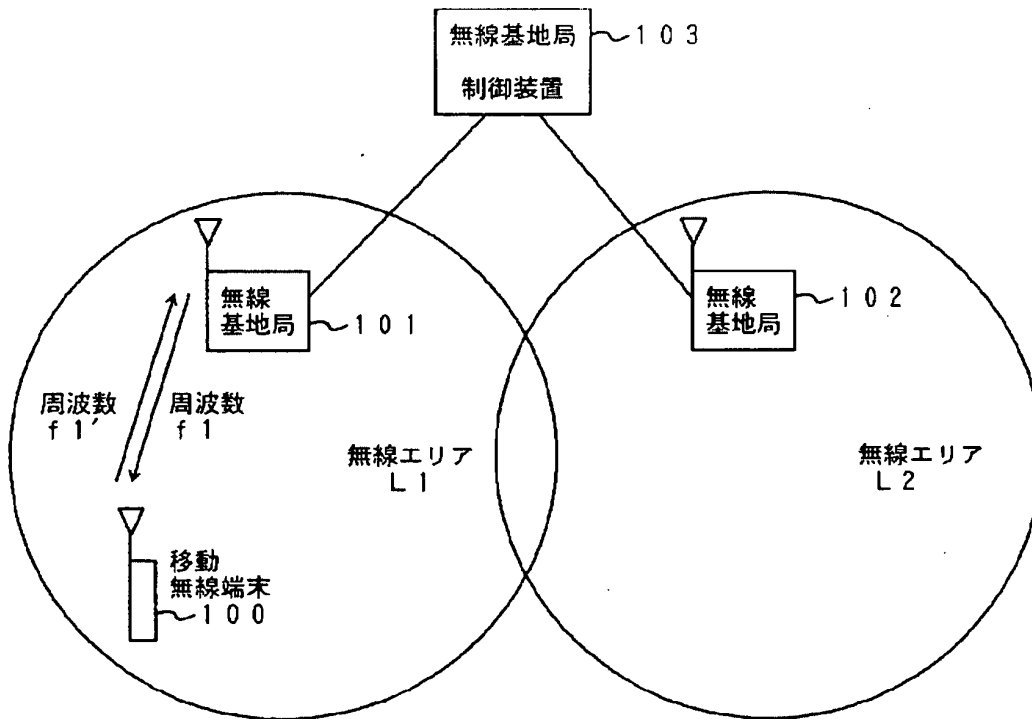 無線基地局
制御装置
103
無線
基地局
101
無線
基地局
102
周波数
f1′
周波数
f1
無線エリア
L1
無線エリア
L2
移動
無線端末
100